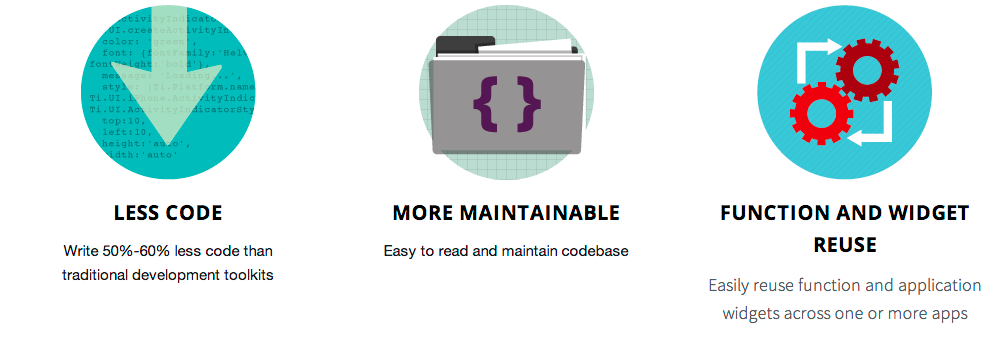 ctivityIndicator
.UI.createActivityIn
color: 'green',
font: {fontFamily:'Helv
fontWeight:'bold'},
message: 'Loading...',
style: (Ti.Platform.name
Ti.UI.iPhone.ActivityIndic
Ti.UI.ActivityIndicatorSty
top:10,
left:10,
height:'auto',
width:'auto'
{ }
LESS CODE
Write 50%-60% less code than
traditional development toolkits
MORE MAINTAINABLE
Easy to read and maintain codebase
FUNCTION AND WIDGET
REUSE
Easily reuse function and application
widgets across one or more apps